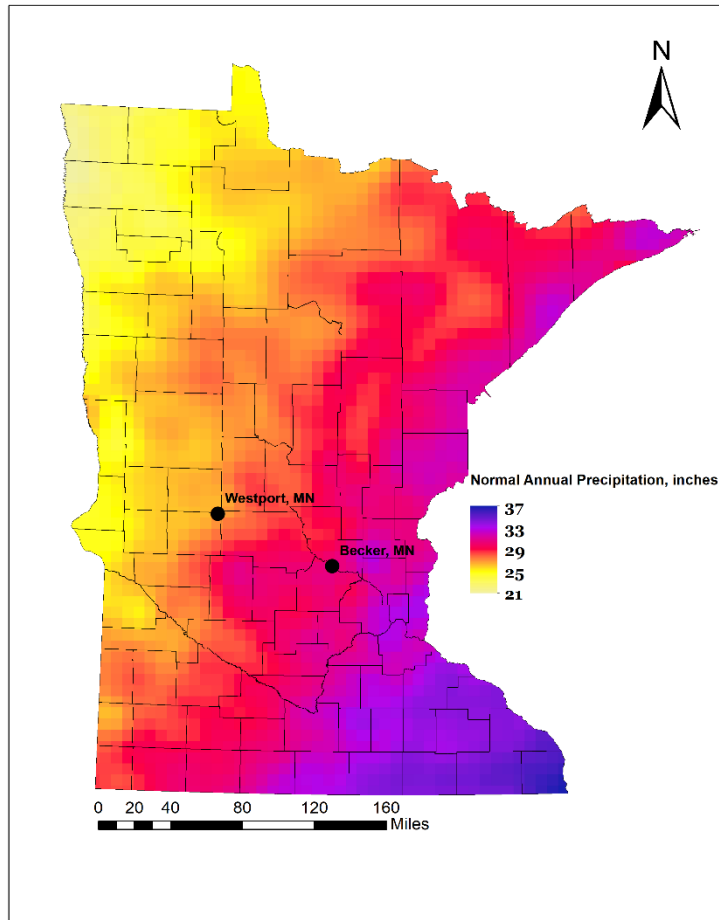 N
Westport, MN
Becker, MN
Normal Annual Precipitation, inches
37
33
29
25
21
0 20 40 80 120 160
Miles